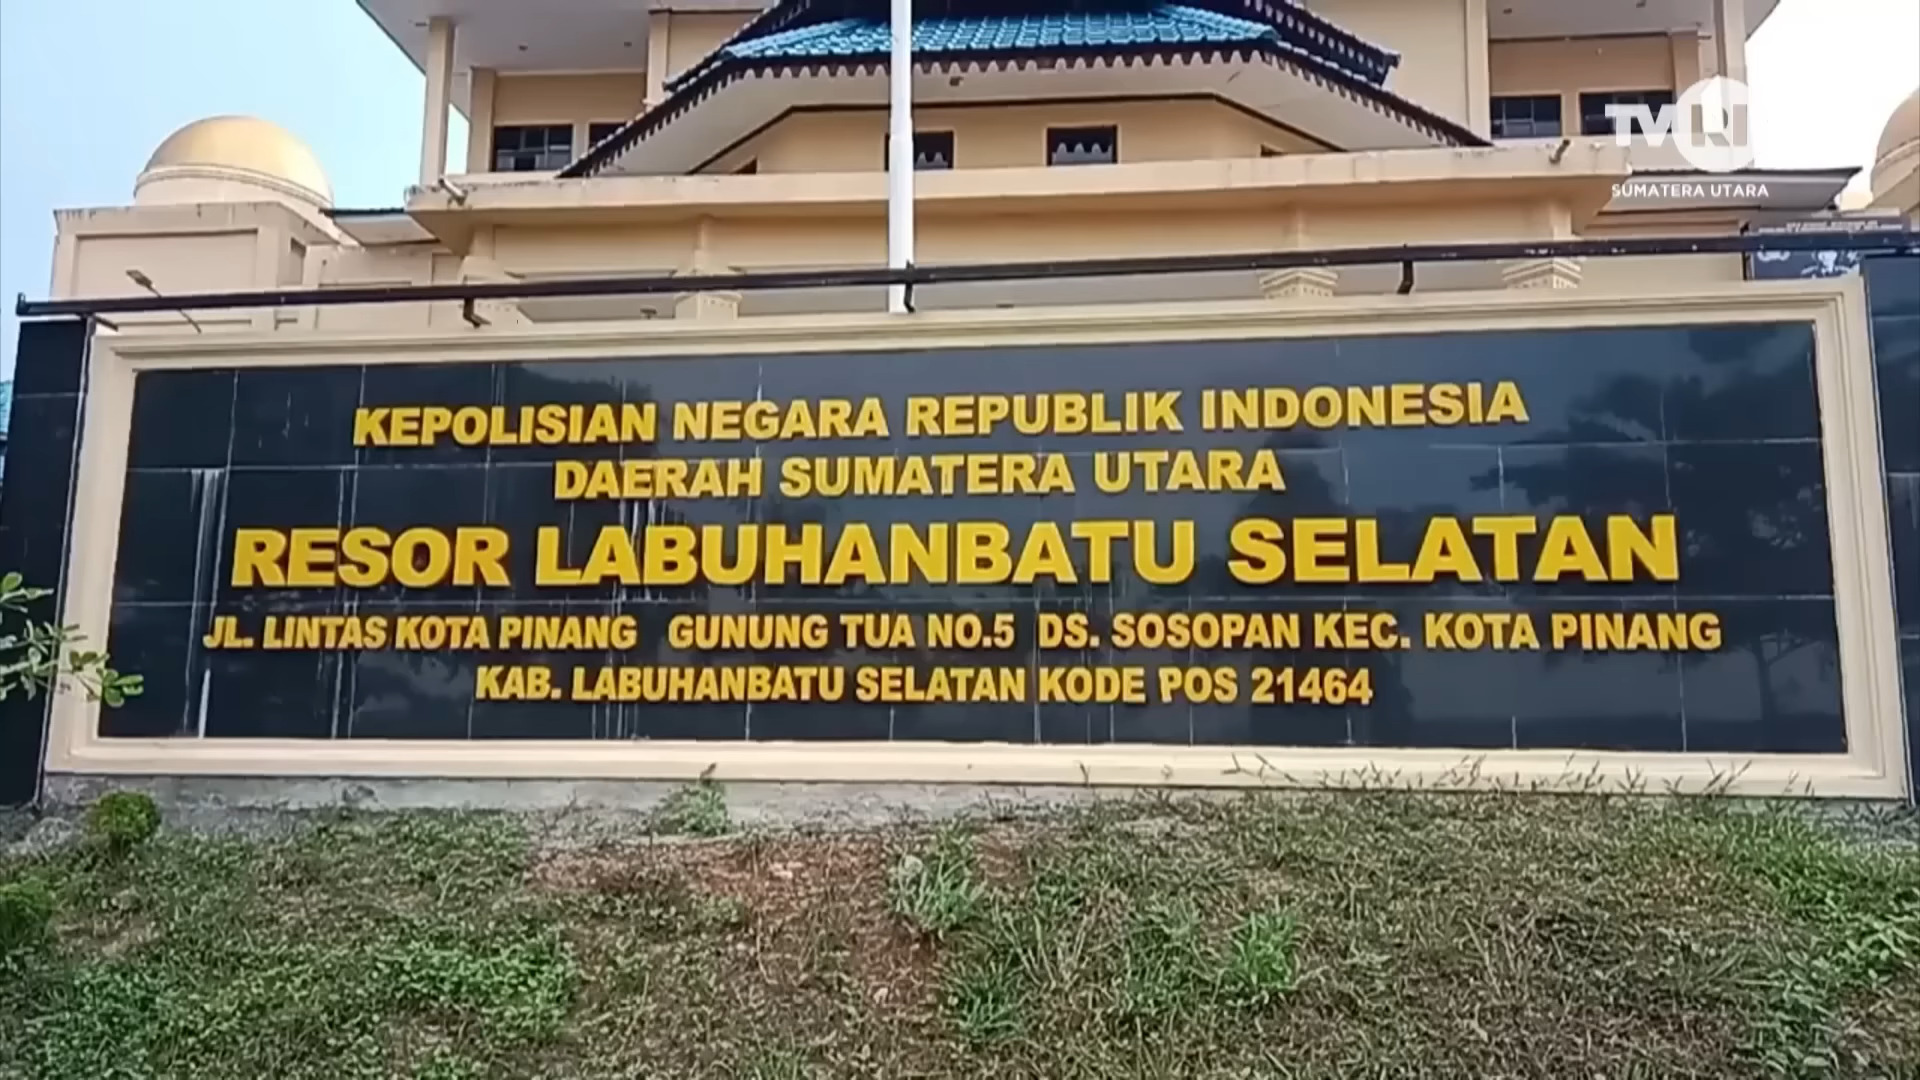 TVRI
SUMATERA UTARA
KEPOLISIAN NEGARA REPUBLIK INDONESIA
DAERAH SUMATERA UTARA
RESOR LABUHANBATU SELATAN
JL. LINTAS KOTA PINANG GUNUNG TUA NO.5 DS. SOSOPAN KEC. KOTA PINANG
KAB. LABUHANBATU SELATAN KODE POS 21464